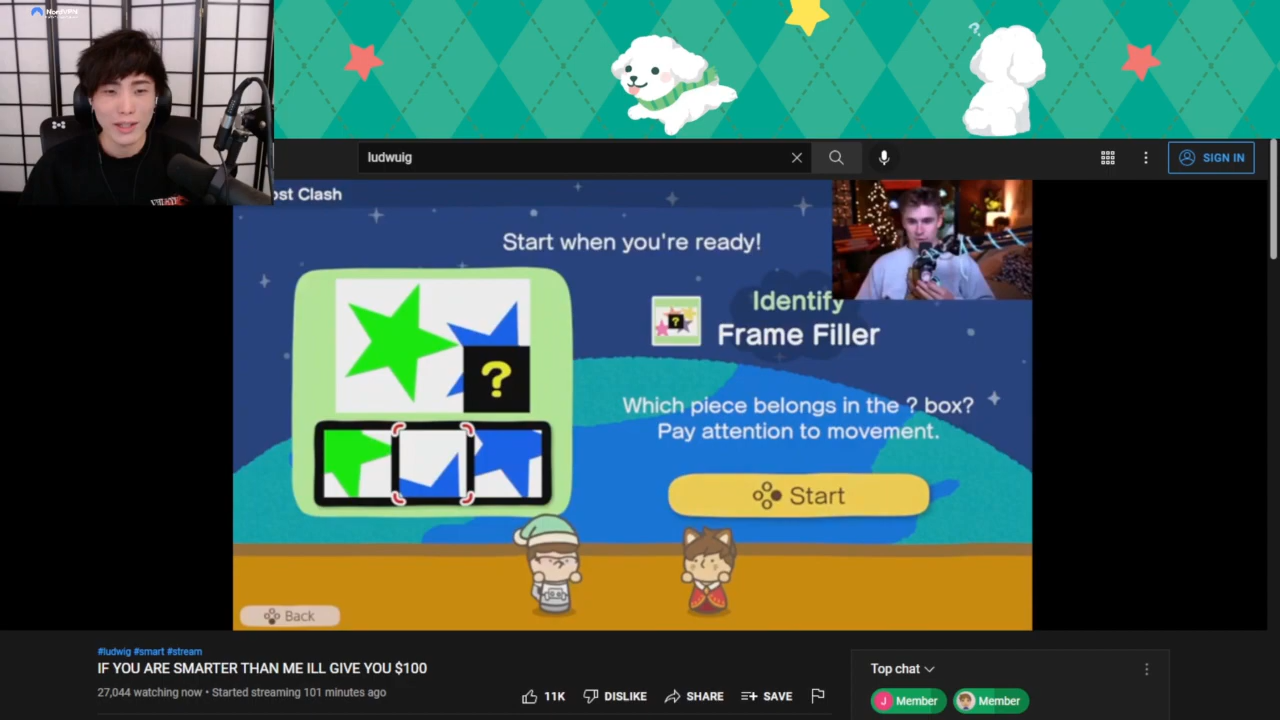 NordVPN
ludwuig
SIGN IN
ost Clash
Start when you're ready!
Identify
?
Frame Filler
?
Which piece belongs in the ? box?
Pay attention to movement.
Start
Back
#ludwig #smart #stream
IF YOU ARE SMARTER THAN ME ILL GIVE YOU $100
27,044 watching now • Started streaming 101 minutes ago
11K
DISLIKE
SHARE
SAVE
Top chat
J Member
Member